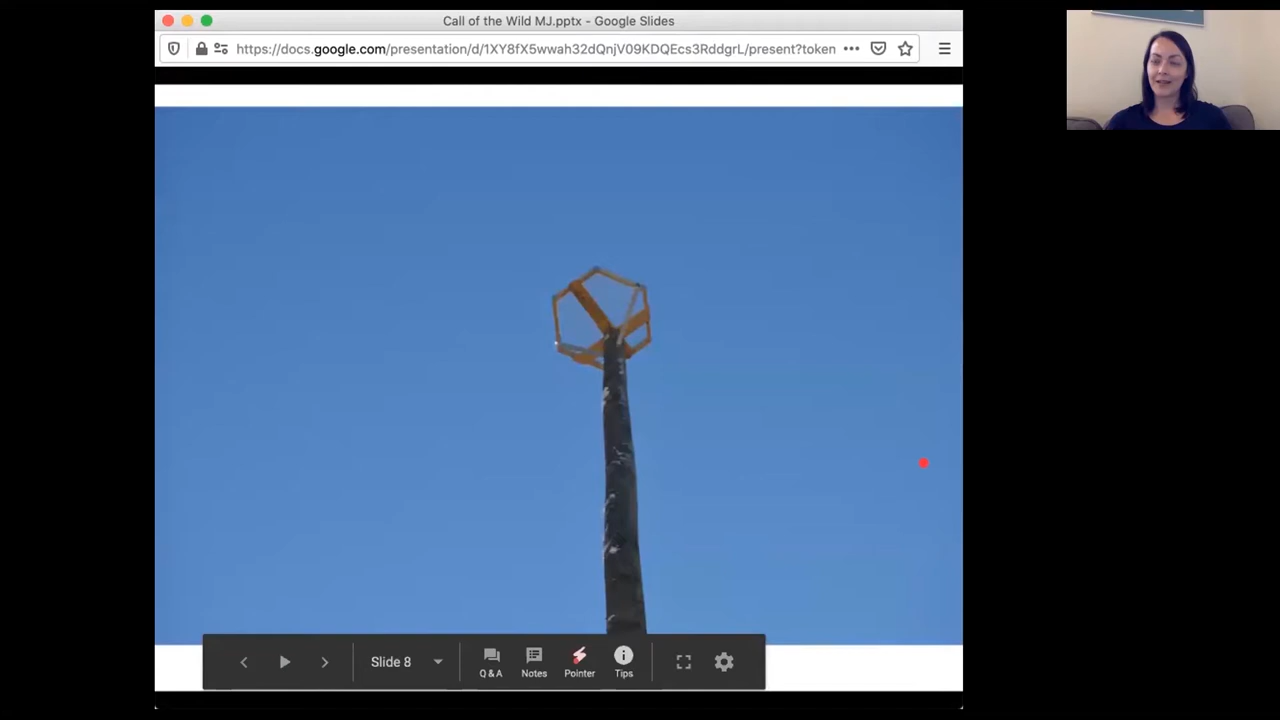 Call of the Wild MJ.pptx - Google Slides
https://docs.google.com/presentation/d/1XY8fX5wwah32dQnjV09KDQEcs3RddgrL/present?token
Slide 8
Q & A
Notes
Pointer
Tips